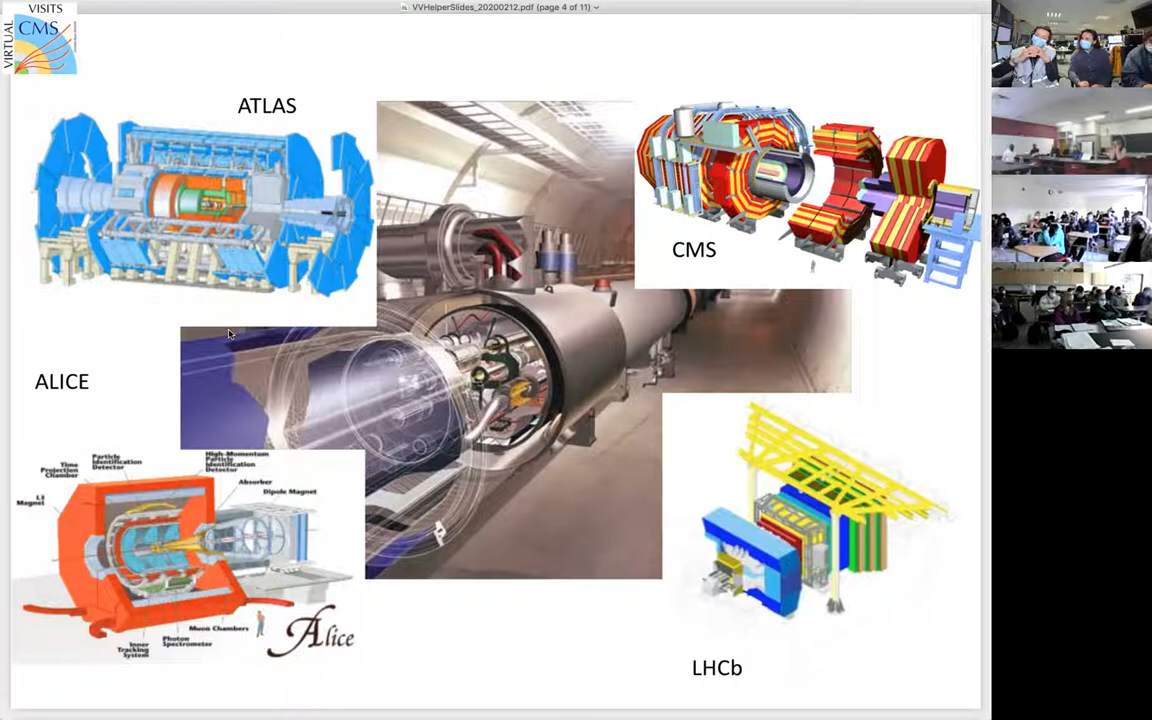 VVHelperSlides_20200212.pdf (page 4 of 11)
VISITS
VIRTUAL
CMS
ATLAS
CMS
ALICE
High-Momentum
Particle
Identification
Detector
Particle
Identification
Detector
Time
Projection
Chamber
Absorber
Dipole Magnet
L3
Magnet
Muon Chambers
Photon
Spectrometer
Inner
Tracking
System
Alice
LHCb